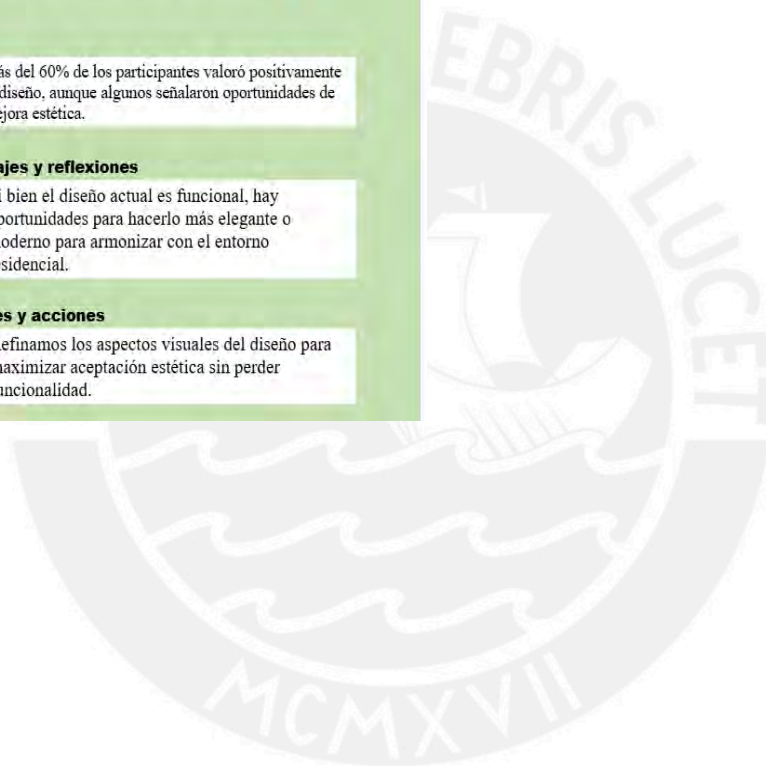 ás del 60% de los participantes valoró positivamente
diseño, aunque algunos señalaron oportunidades de
ejora estética.
ajes y reflexiones
i bien el diseño actual es funcional, hay
portunidades para hacerlo más elegante o
oderno para armonizar con el entorno
sidencial.
es y acciones
efinamos los aspectos visuales del diseño para
naximizar aceptación estética sin perder
uncionalidad.
EBRIS LUCET
MCMXVII